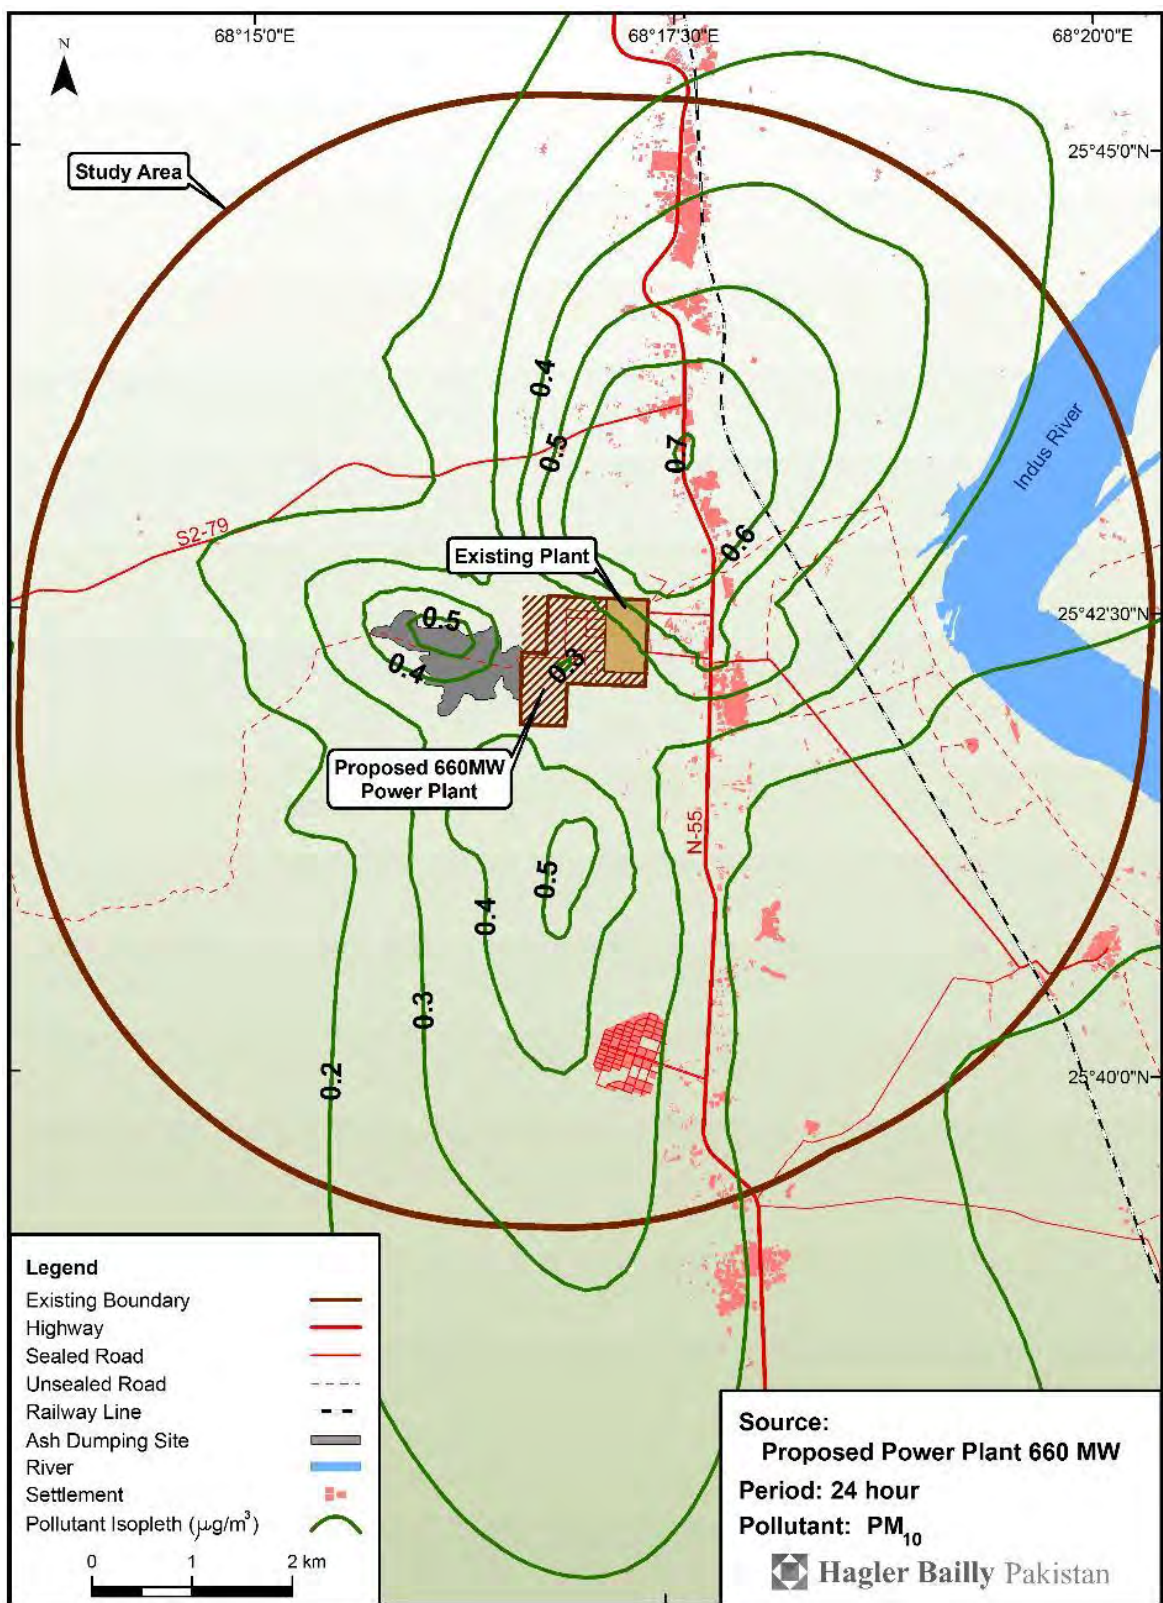 N
68°15'0"E
68°17'30"E
68°20'0"E
25°45'0"N
Study Area
0.4
0.5
0.7
Indus River
S2-79
0.6
Existing Plant
25°42'30"N
0.5
0.4
0.3
Proposed 660MW
Power Plant
N-55
0.5
0.4
0.3
0.2
25°40'0"N
Legend
Existing Boundary
Highway
Sealed Road
Unsealed Road
Railway Line
Ash Dumping Site
River
Settlement
Pollutant Isopleth (μg/m³)
0 1 2 km
Source:
Proposed Power Plant 660 MW
Period: 24 hour
Pollutant: PM₁₀
Hagler Bailly Pakistan